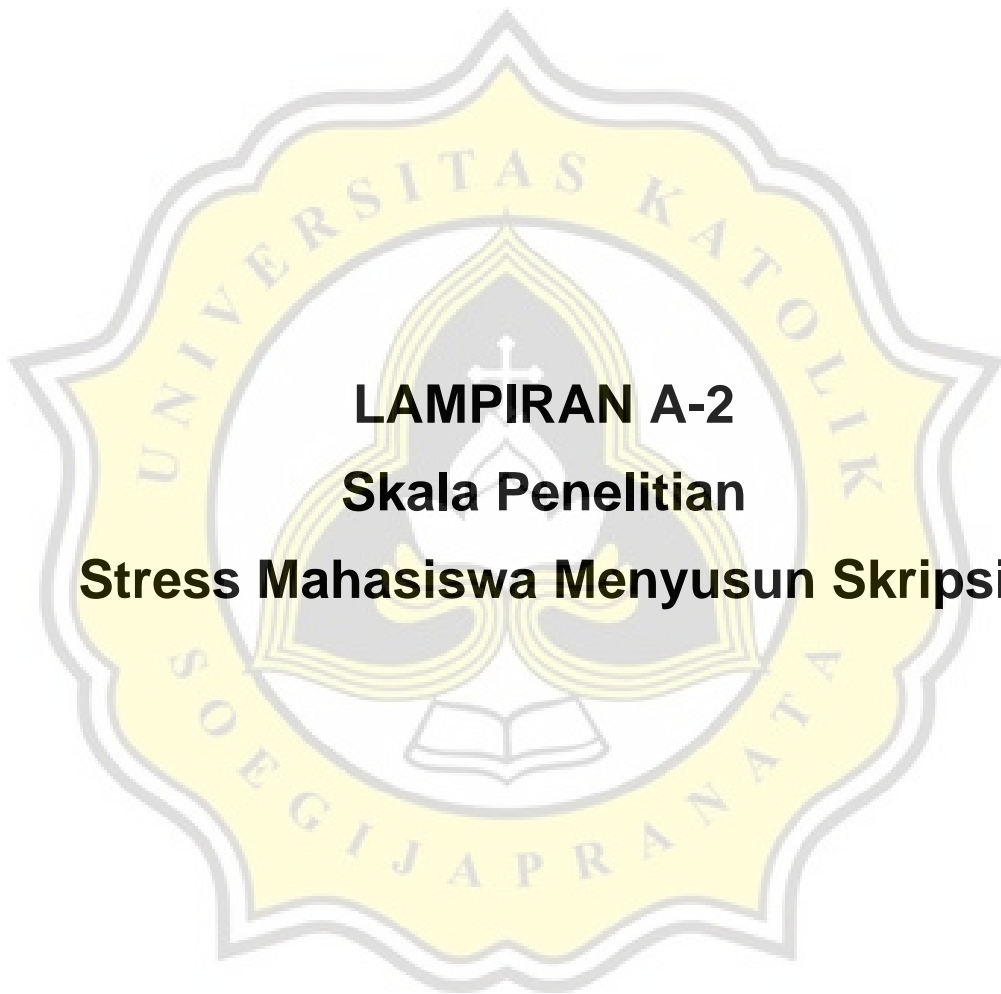 UNIVERSITAS KATOLIK
LAMPIRAN A-2
Skala Penelitian
Stress Mahasiswa Menyusun Skripsi
SOEGIJAPRANATA